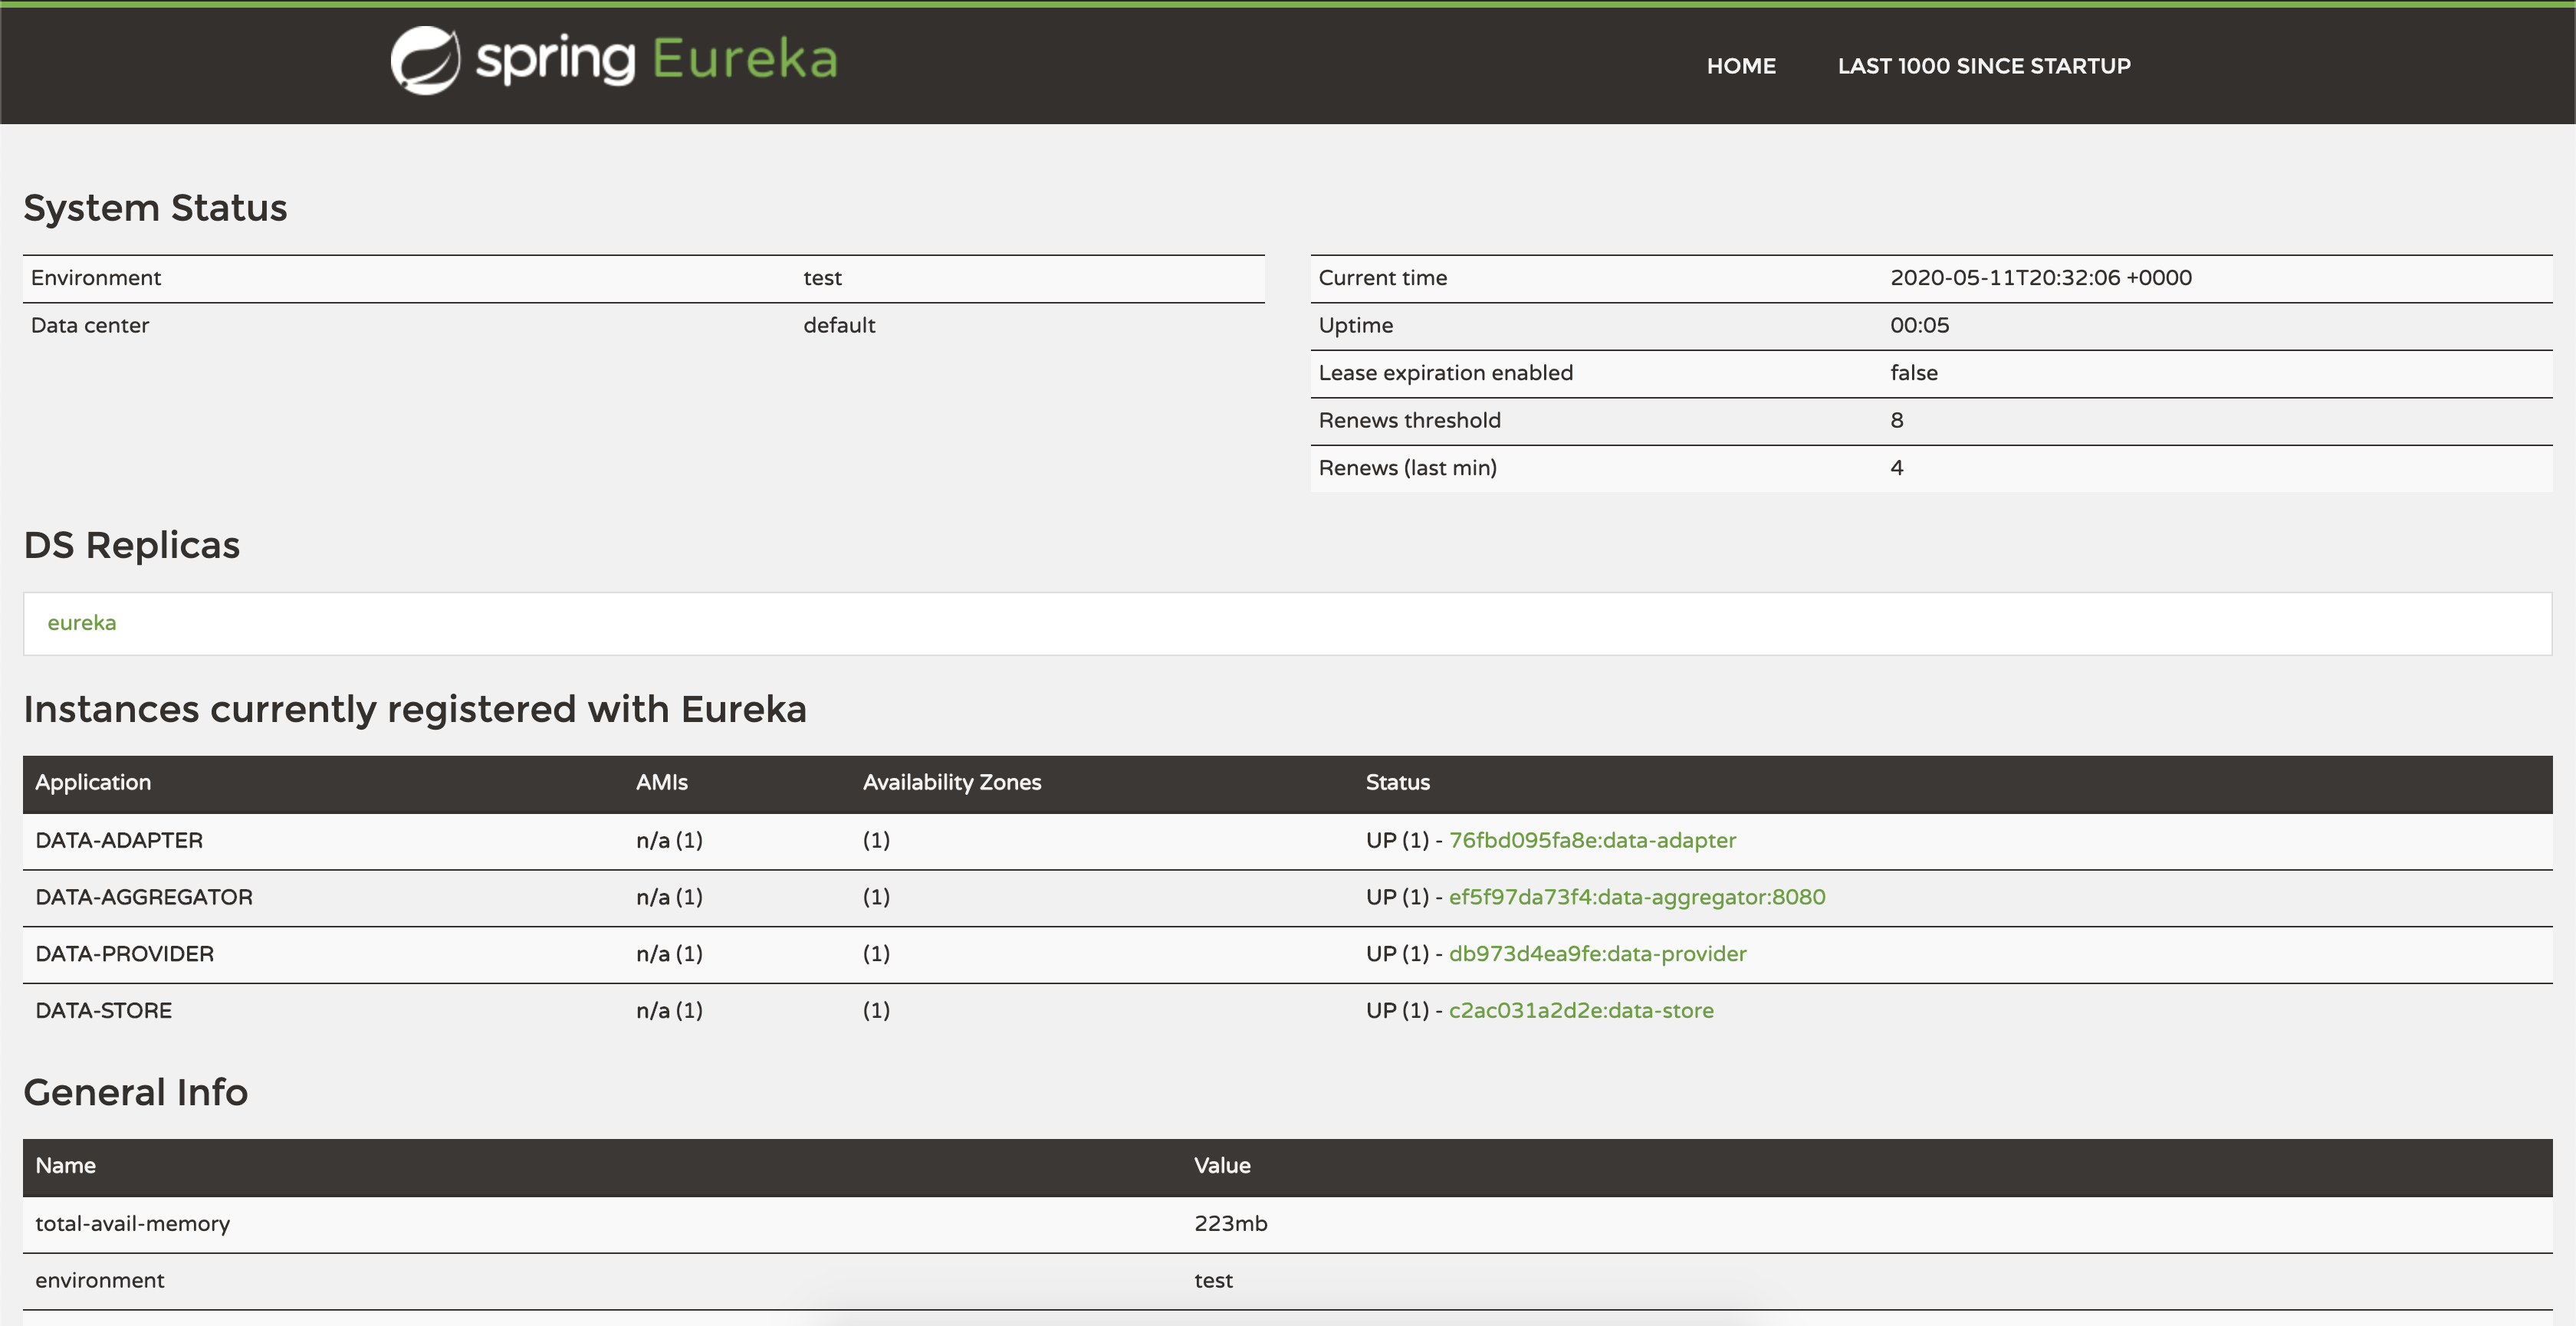 spring Eureka
HOME LAST 1000 SINCE STARTUP
System Status
Environment test
Data center default
Current time 2020-05-11T20:32:06 +0000
Uptime 00:05
Lease expiration enabled false
Renews threshold 8
Renews (last min) 4
DS Replicas
eureka
Instances currently registered with Eureka
Application AMIs Availability Zones Status
DATA-ADAPTER n/a (1) (1) UP (1) - 76fbd095fa8e:data-adapter
DATA-AGGREGATOR n/a (1) (1) UP (1) - ef5f97da73f4:data-aggregator:8080
DATA-PROVIDER n/a (1) (1) UP (1) - db973d4ea9fe:data-provider
DATA-STORE n/a (1) (1) UP (1) - c2ac031a2d2e:data-store
General Info
Name Value
total-avail-memory 223mb
environment test